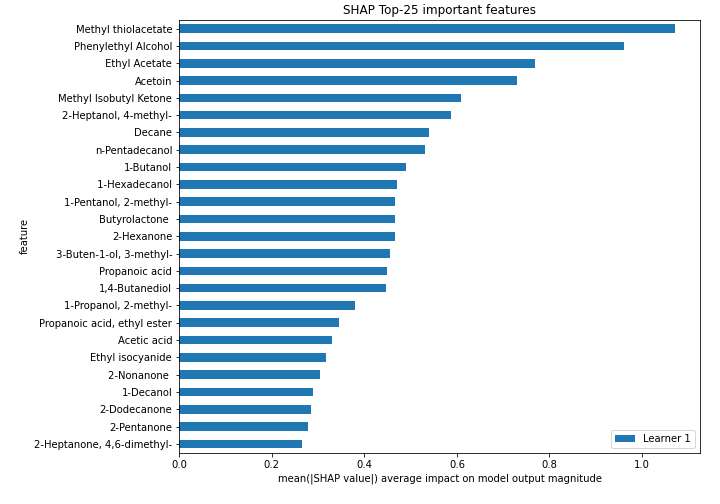 SHAP Top-25 important features
Methyl thiolacetate
Phenylethyl Alcohol
Ethyl Acetate
Acetoin
Methyl Isobutyl Ketone
2-Heptanol, 4-methyl-
Decane
n-Pentadecanol
1-Butanol
1-Hexadecanol
1-Pentanol, 2-methyl-
Butyrolactone
2-Hexanone
3-Buten-1-ol, 3-methyl-
Propanoic acid
1,4-Butanediol
1-Propanol, 2-methyl-
Propanoic acid, ethyl ester
Acetic acid
Ethyl isocyanide
2-Nonanone
1-Decanol
2-Dodecanone
2-Pentanone
2-Heptanone, 4,6-dimethyl-
feature
Learner 1
0.0 0.2 0.4 0.6 0.8 1.0
mean(|SHAP value|) average impact on model output magnitude